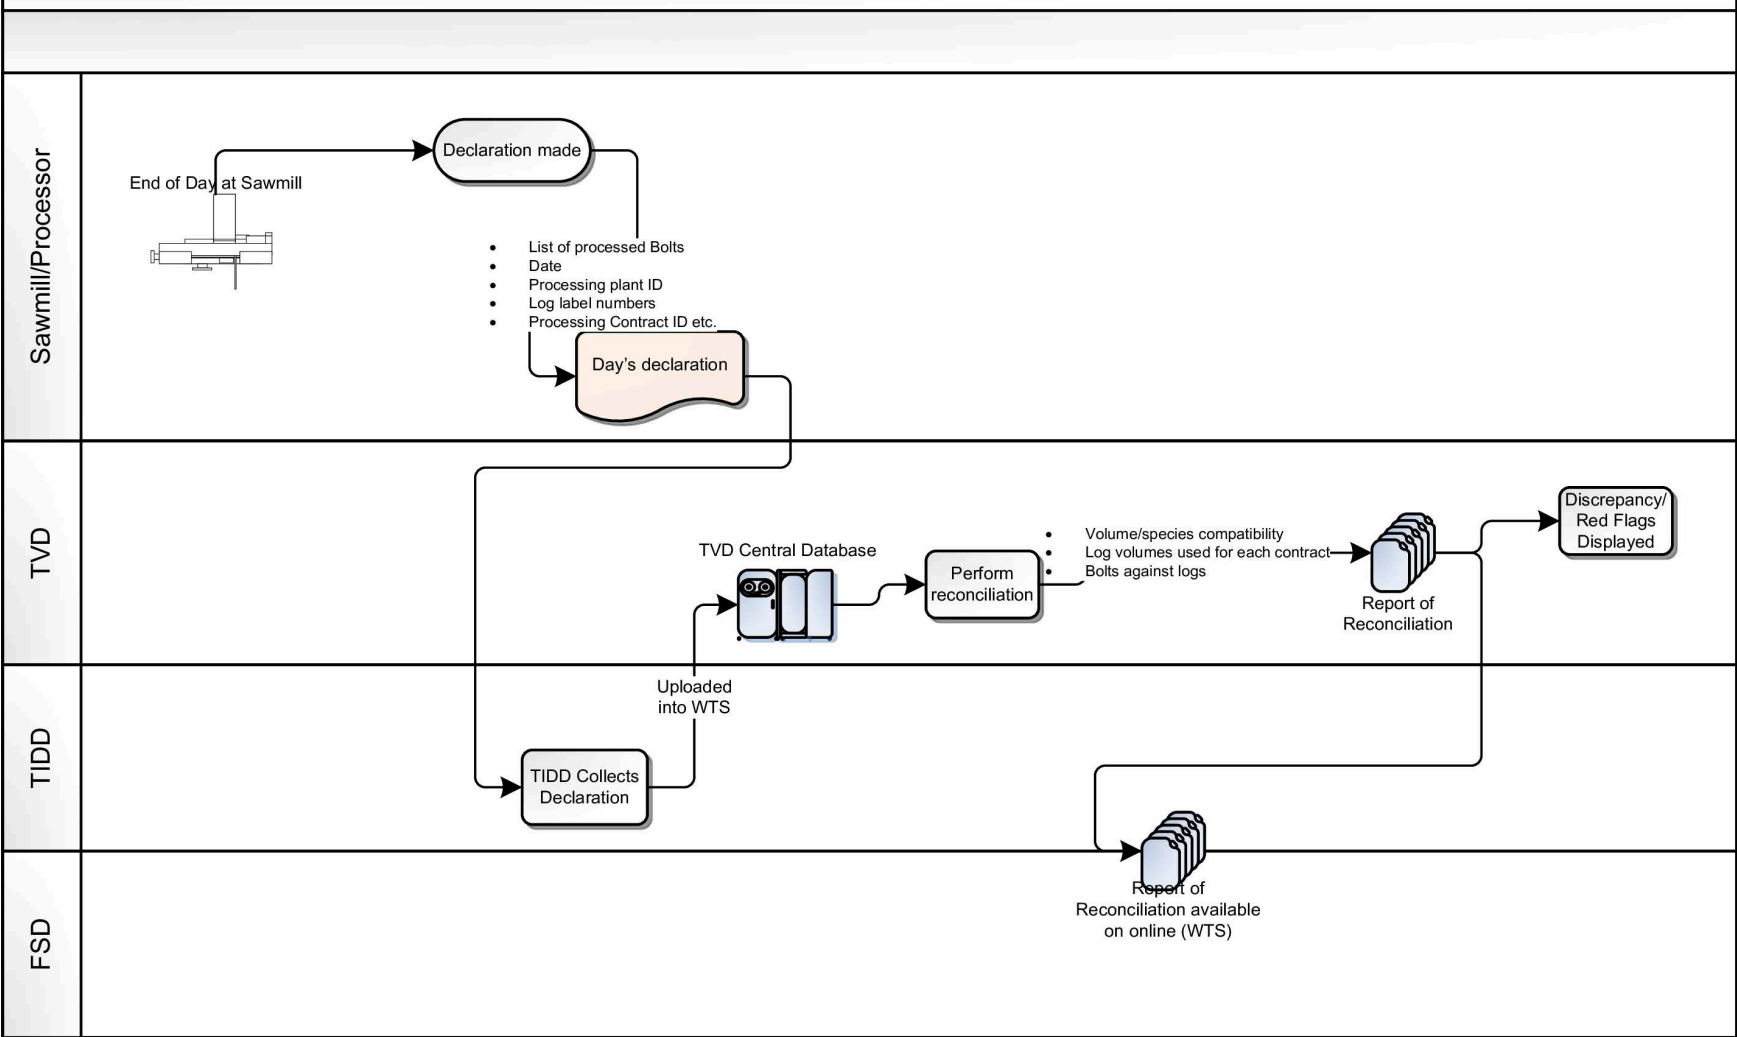 Sawmill/Processor
End of Day at Sawmill
Declaration made
• List of processed Bolts
• Date
• Processing plant ID
• Log label numbers
• Processing Contract ID etc.
Day's declaration
TVD
TVD Central Database
Perform
reconciliation
• Volume/species compatibility
• Log volumes used for each contract
• Bolts against logs
Report of
Reconciliation
Discrepancy/
Red Flags
Displayed
TIDD
Uploaded
into WTS
TIDD Collects
Declaration
FSD
Report of
Reconciliation available
on online (WTS)